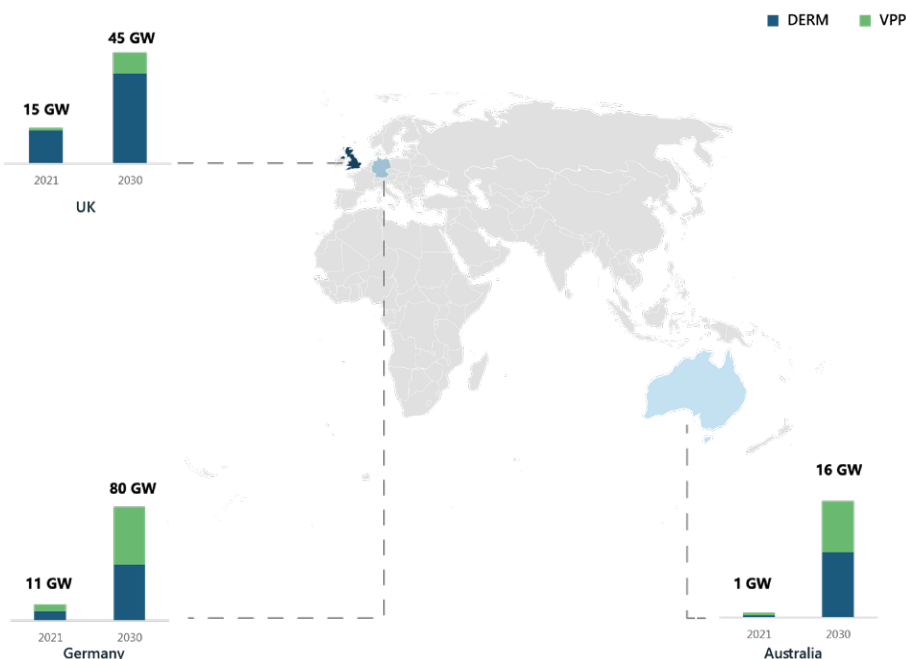 DERM VPP
45 GW
15 GW
2021 2030
UK
80 GW
11 GW
2021 2030
Germany
16 GW
1 GW
2021 2030
Australia